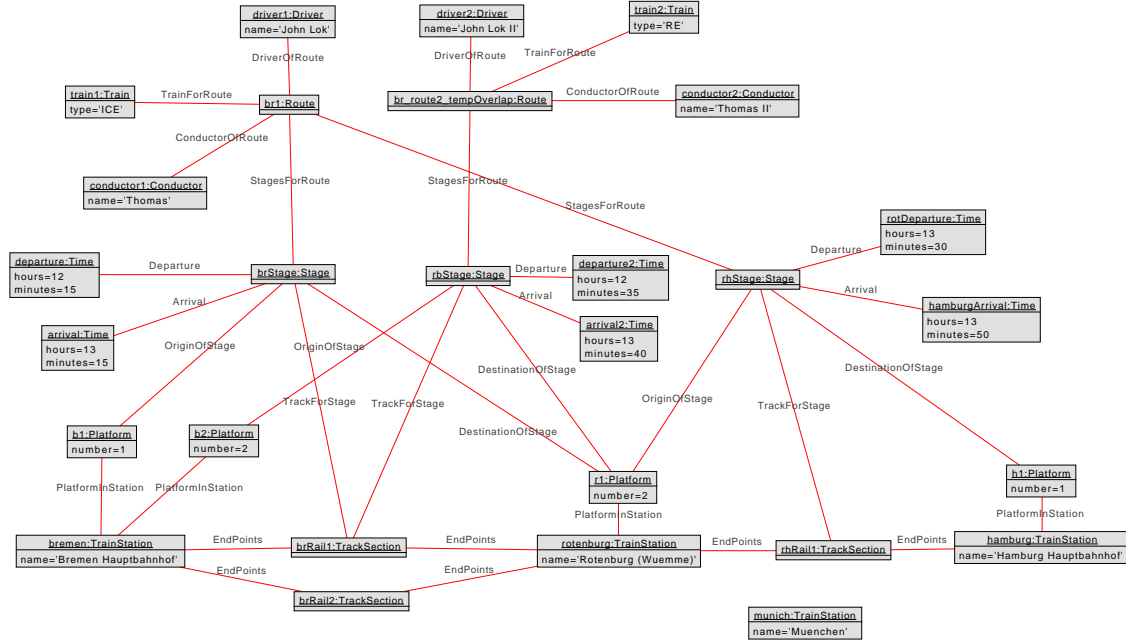 driver1:Driver
name='John Lok'
driver2:Driver
name='John Lok II'
train2:Train
type='RE'
DriverOfRoute
DriverOfRoute
TrainForRoute
train1:Train
type='ICE'
TrainForRoute
br1:Route
br_route2_tempOverlap:Route
ConductorOfRoute
conductor2:Conductor
name='Thomas II'
ConductorOfRoute
conductor1:Conductor
name='Thomas'
StagesForRoute
StagesForRoute
StagesForRoute
rotDeparture:Time
hours=13
minutes=30
Departure
departure:Time
hours=12
minutes=15
Departure
brStage:Stage
rbStage:Stage
Departure
departure2:Time
hours=12
minutes=35
rhStage:Stage
Arrival
hamburgArrival:Time
hours=13
minutes=50
Arrival
arrival:Time
hours=13
minutes=15
Arrival
arrival2:Time
hours=13
minutes=40
OriginOfStage
OriginOfStage
DestinationOfStage
DestinationOfStage
TrackForStage
TrackForStage
OriginOfStage
TrackForStage
DestinationOfStage
b1:Platform
number=1
b2:Platform
number=2
r1:Platform
number=2
h1:Platform
number=1
PlatformInStation
PlatformInStation
PlatformInStation
PlatformInStation
bremen:TrainStation
name='Bremen Hauptbahnhof'
EndPoints
brRail1:TrackSection
EndPoints
rotenburg:TrainStation
name='Rotenburg (Wuemme)'
EndPoints
rhRail1:TrackSection
EndPoints
hamburg:TrainStation
name='Hamburg Hauptbahnhof'
EndPoints
brRail2:TrackSection
EndPoints
munich:TrainStation
name='Muenchen'